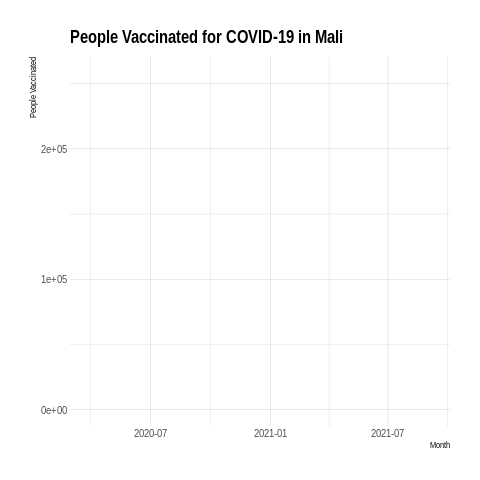 People Vaccinated for COVID-19 in Mali
People Vaccinated
2e+05
1e+05
0e+00
2020-07 2021-01 2021-07
Month